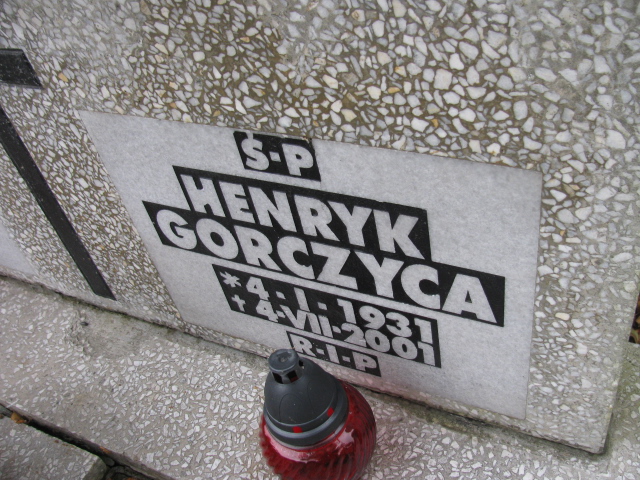 Ś-P
HENRYK
GORCZYCA
* 4-I-1931
† 4-VII-2001
R-I-P